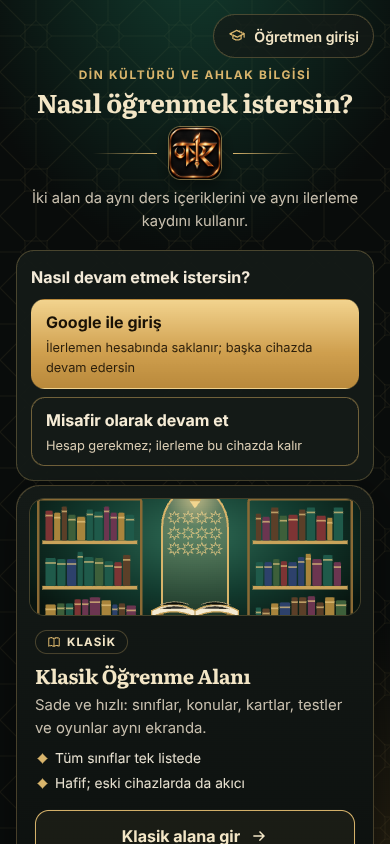 Öğretmen girişi
DİN KÜLTÜRÜ VE AHLAK BİLGİSİ
Nasıl öğrenmek istersin?
İki alan da aynı ders içeriklerini ve aynı ilerleme
kaydını kullanır.
Nasıl devam etmek istersin?
Google ile giriş
İlerlemen hesabında saklanır; başka cihazda
devam edersin
Misafir olarak devam et
Hesap gerekmez; ilerleme bu cihazda kalır
KLASİK
Klasik Öğrenme Alanı
Sade ve hızlı: sınıflar, konular, kartlar, testler
ve oyunlar aynı ekranda.
Tüm sınıflar tek listede
Hafif; eski cihazlarda da akıcı
Klasik alana gir →